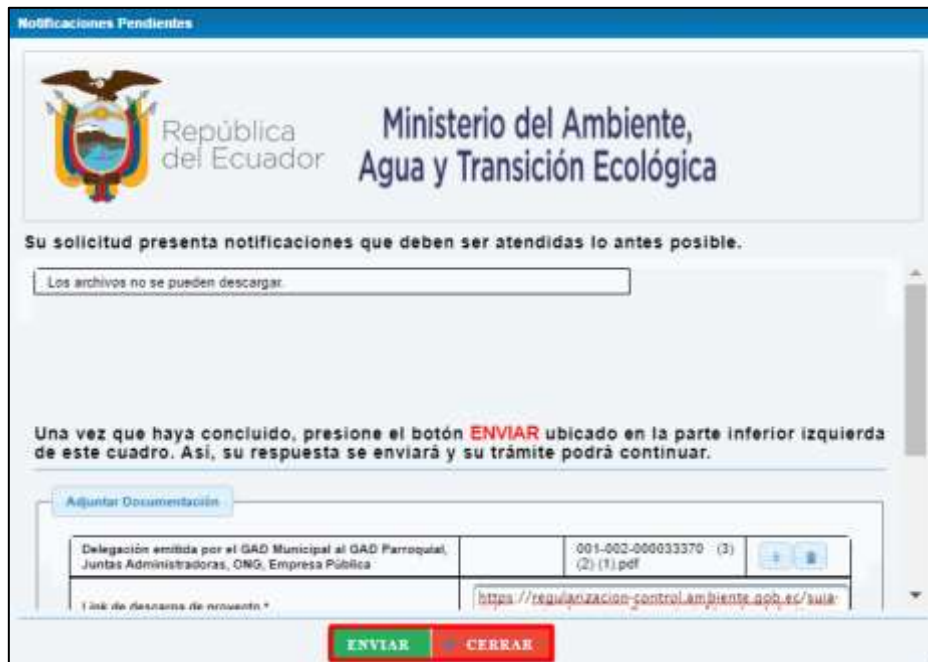 Notificaciones Pendientes
República
del Ecuador
Ministerio del Ambiente,
Agua y Transición Ecológica
Su solicitud presenta notificaciones que deben ser atendidas lo antes posible.
Los archivos no se pueden descargar.
Una vez que haya concluido, presione el botón ENVIAR ubicado en la parte inferior izquierda
de este cuadro. Así, su respuesta se enviará y su trámite podrá continuar.
Adjuntar Documentación
Delegación emitida por el GAD Municipal al GAD Parroquial,
Juntas Administradoras, ONG, Empresa Pública
001-002-000033370 (3)
(2) (1).pdf
Link de descarga de proyecto *
https://regularizacion-control.ambiente.gob.ec/suia-
ENVIAR
CERRAR